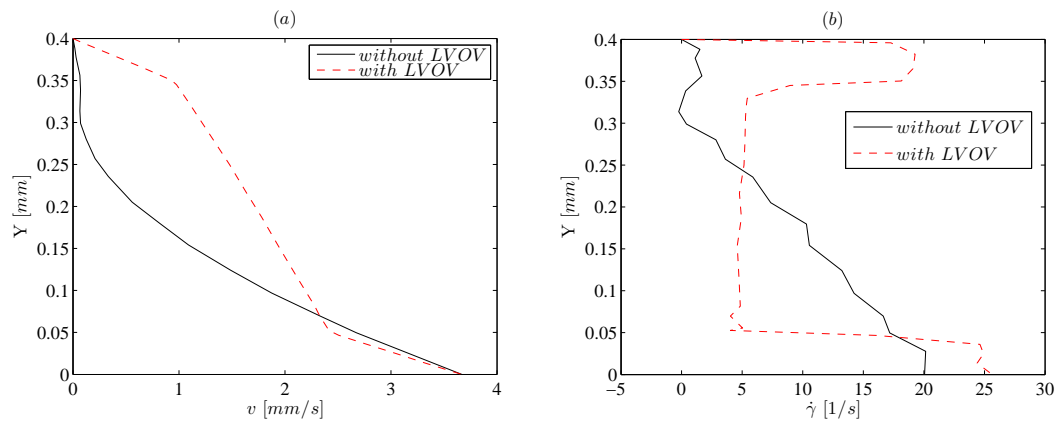 (a)
0.4
0.35
0.3
0.25
0.2
0.15
0.1
0.05
0
Y [mm]
0 1 2 3 4
v [mm/s]
without LVOV
with LVOV
(b)
0.4
0.35
0.3
0.25
0.2
0.15
0.1
0.05
0
Y [mm]
−5 0 5 10 15 20 25 30
γ̇ [1/s]
without LVOV
with LVOV